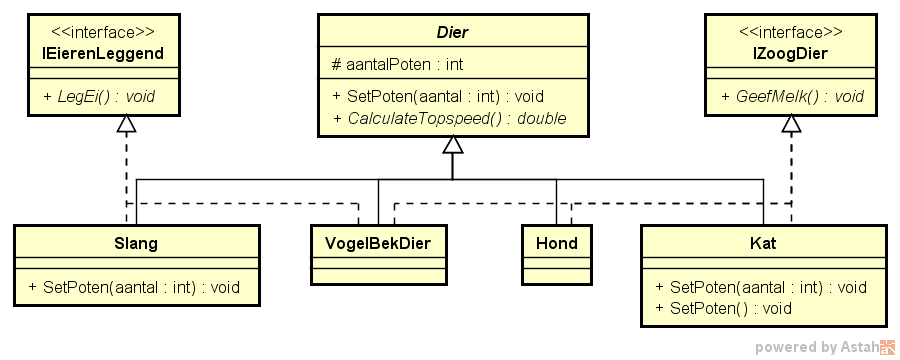 <<interface>>
IEierenLeggend
+ LegEi() : void
Dier
# aantalPoten : int
+ SetPoten(aantal : int) : void
+ CalculateTopspeed() : double
<<interface>>
IZoogDier
+ GeefMelk() : void
Slang
+ SetPoten(aantal : int) : void
VogelBekDier
Hond
Kat
+ SetPoten(aantal : int) : void
+ SetPoten() : void
powered by Astah